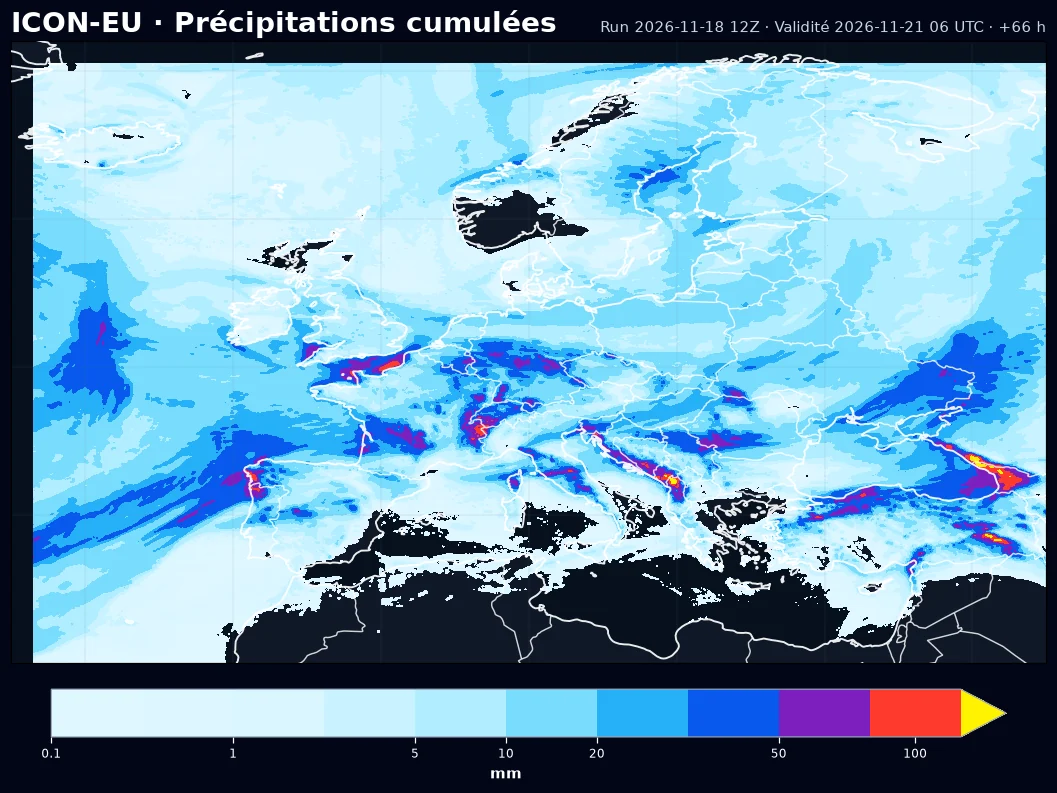 ICON-EU · Précipitations cumulées
Run 2026-11-18 12Z · Validité 2026-11-21 06 UTC · +66 h
0.1 1 5 10 20 50 100
mm